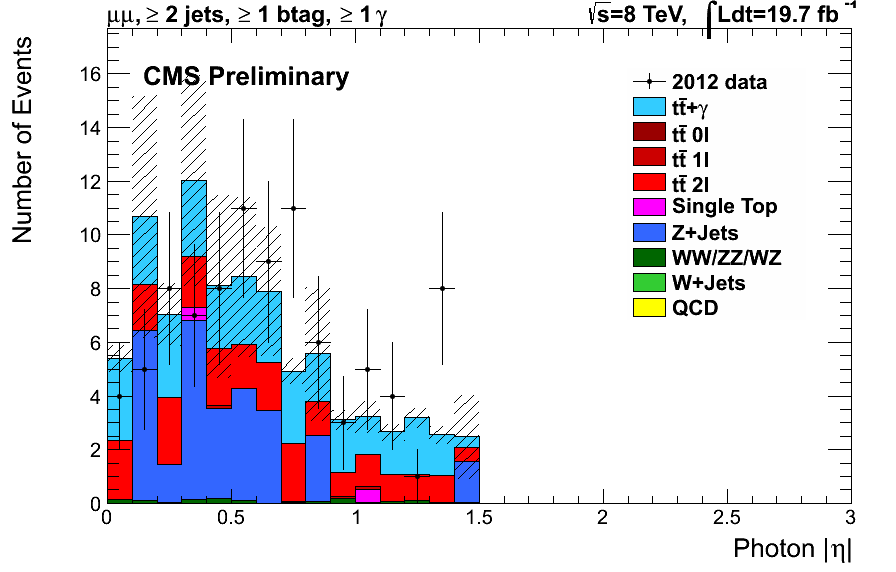 μμ, ≥ 2 jets, ≥ 1 btag, ≥ 1 γ
√s=8 TeV, ∫Ldt=19.7 fb⁻¹
CMS Preliminary
Number of Events
16
14
12
10
8
6
4
2
0
2012 data
tt̄+γ
tt̄ 0l
tt̄ 1l
tt̄ 2l
Single Top
Z+Jets
WW/ZZ/WZ
W+Jets
QCD
0 0.5 1 1.5 2 2.5 3
Photon |η|